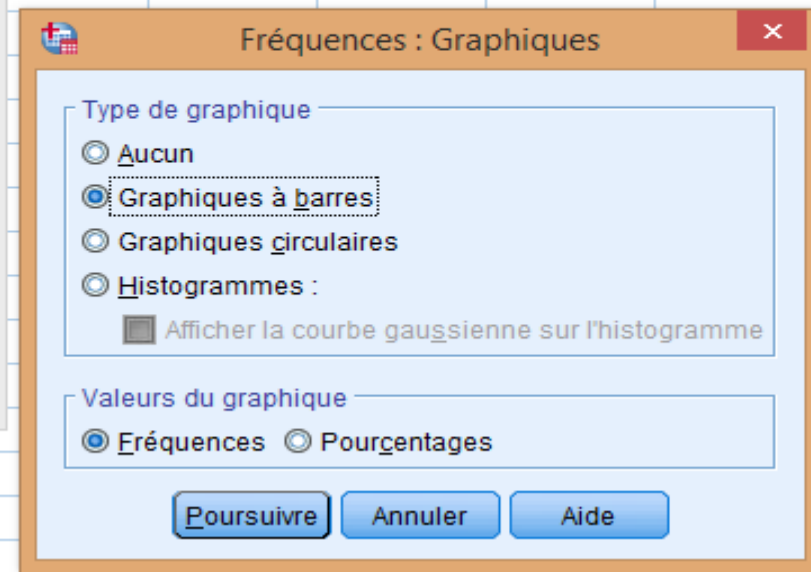 Fréquences : Graphiques
Type de graphique
Aucun
Graphiques à barres
Graphiques circulaires
Histogrammes :
Afficher la courbe gaussienne sur l'histogramme
Valeurs du graphique
Fréquences Pourcentages
Poursuivre Annuler Aide